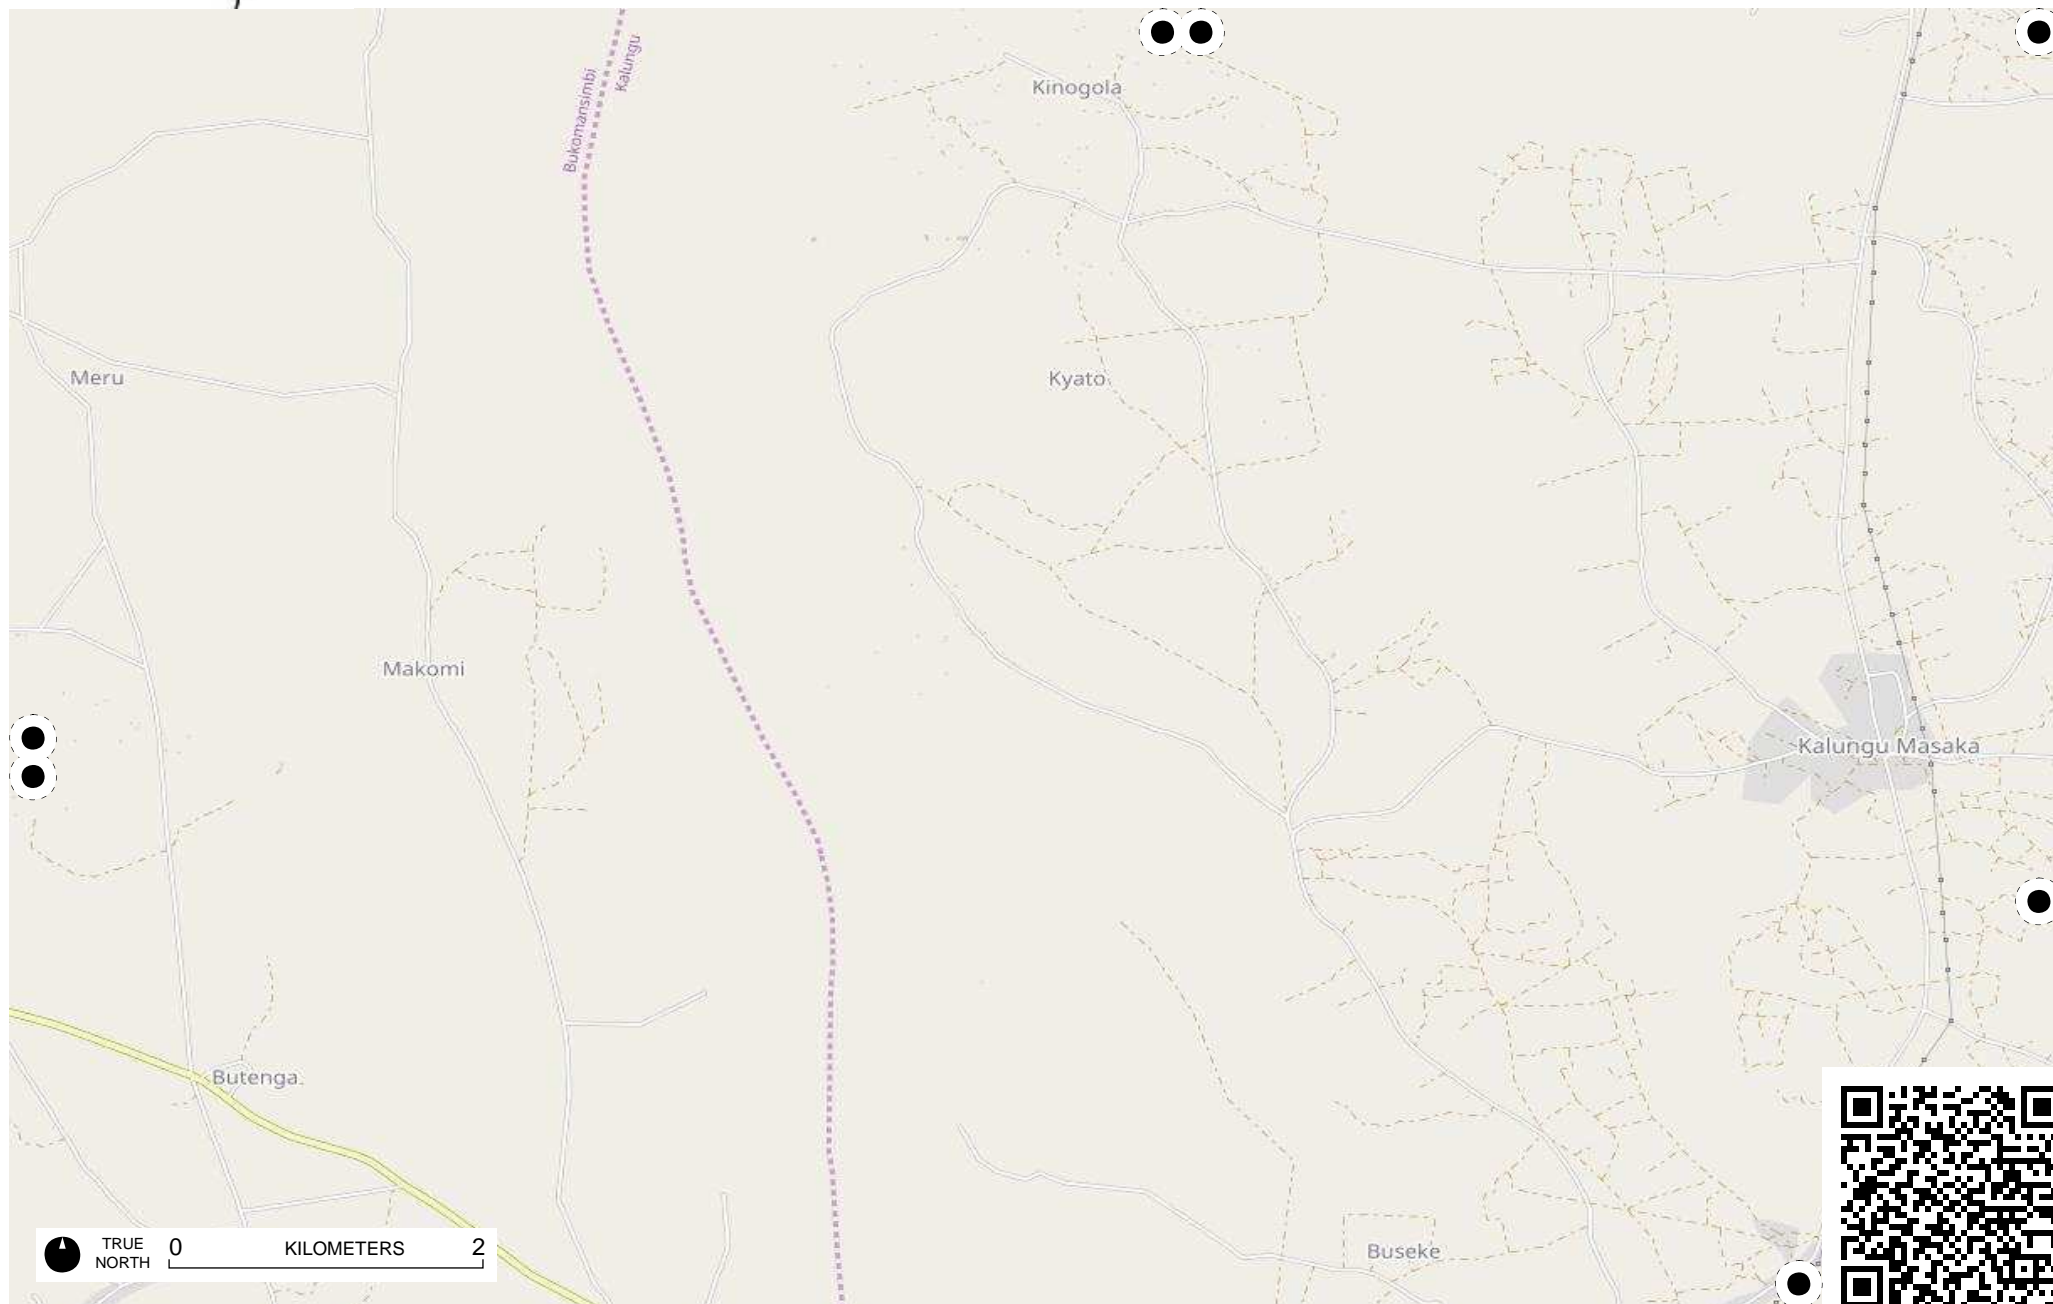 Kalungu
Bukomansimbi
Kinogola
Meru
Kyato
Makomi
Kalungu Masaka
Butenga
Buseke
TRUE
NORTH
0 KILOMETERS 2